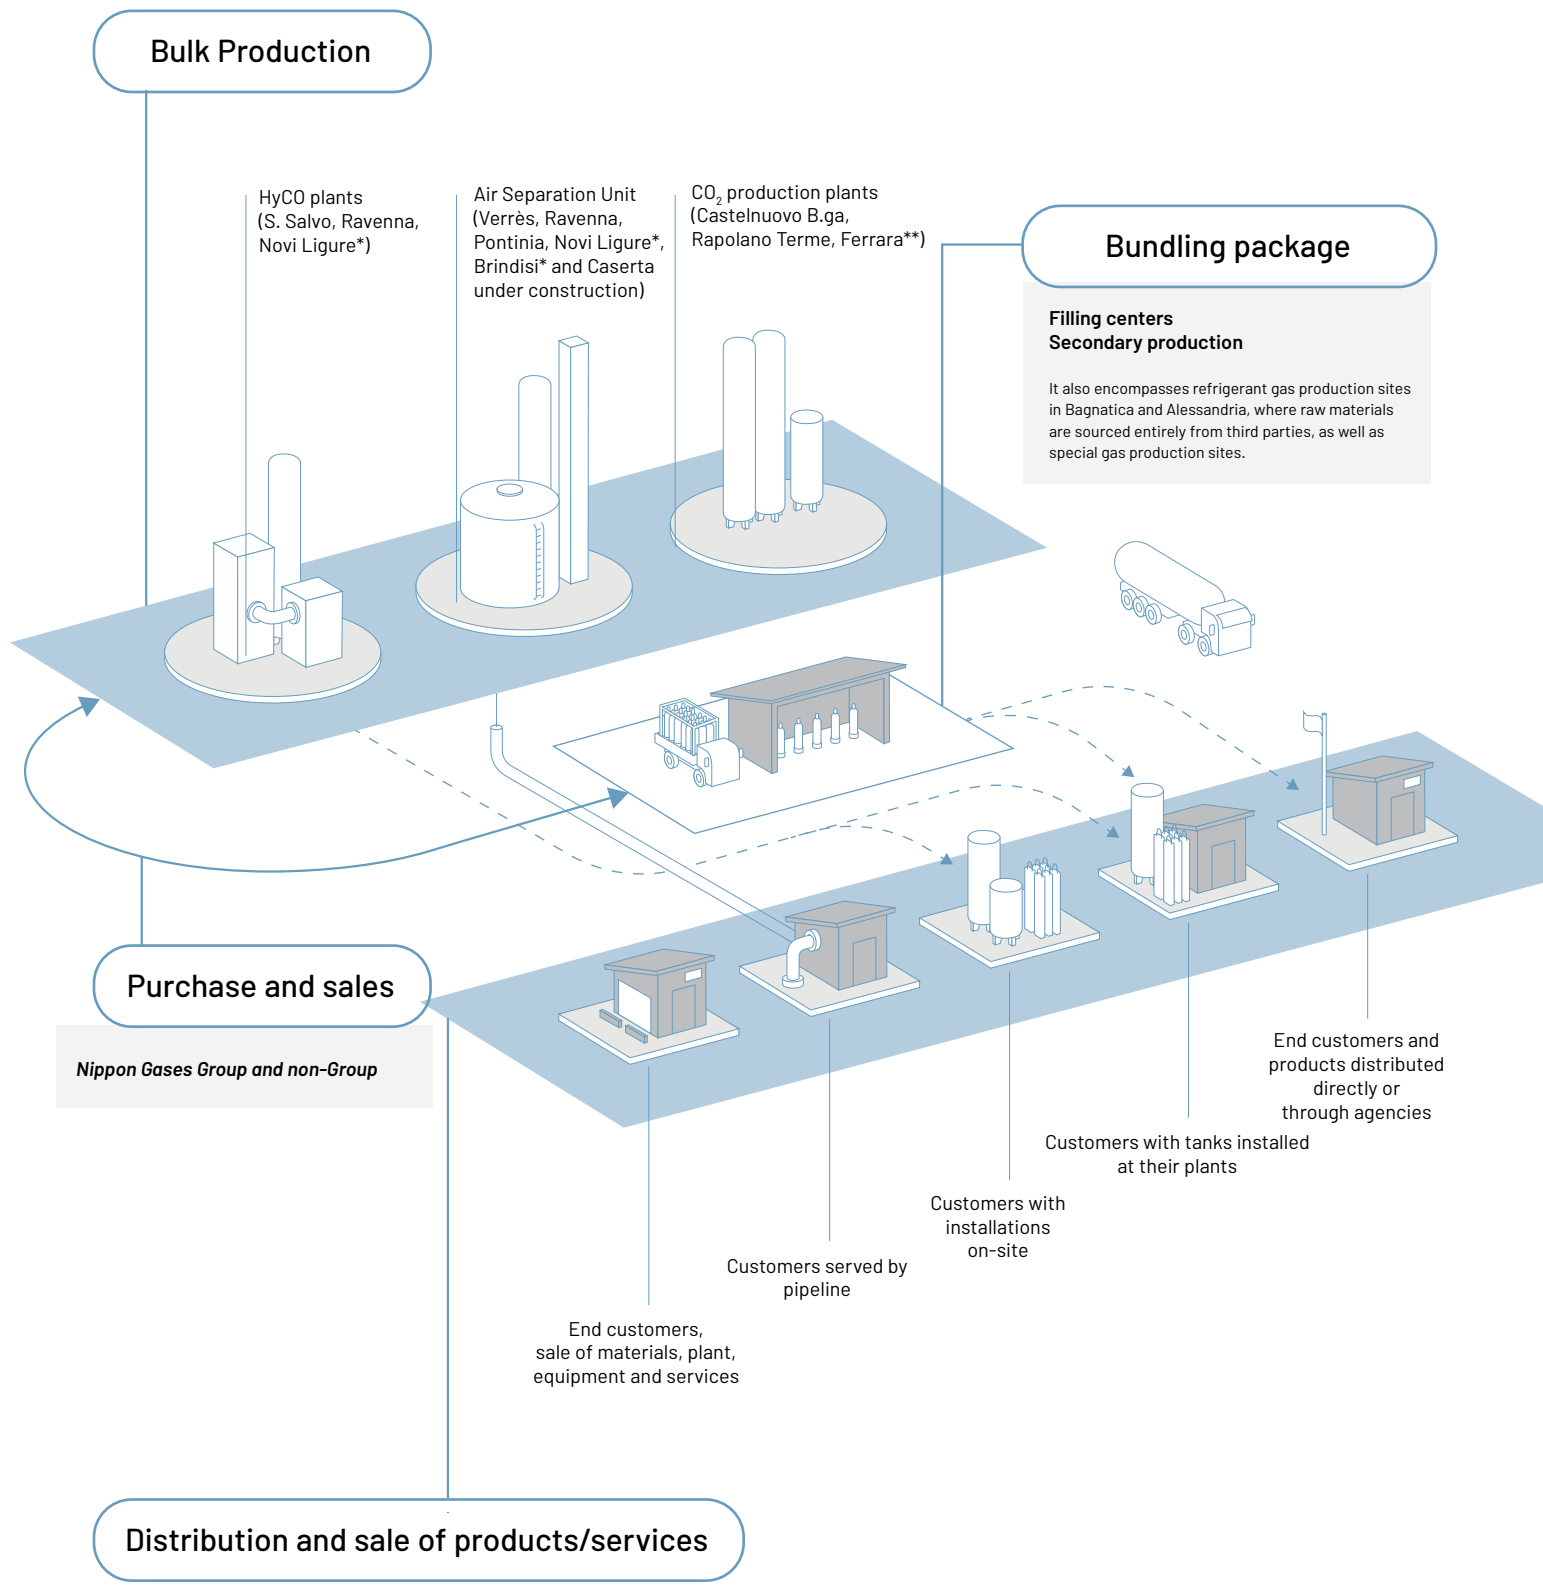 Bulk Production
HyCO plants
(S. Salvo, Ravenna,
Novi Ligure*)
Air Separation Unit
(Verrès, Ravenna,
Pontinia, Novi Ligure*,
Brindisi* and Caserta
under construction)
CO₂ production plants
(Castelnuovo B.ga,
Rapolano Terme, Ferrara**)
Bundling package
Filling centers
Secondary production
It also encompasses refrigerant gas production sites
in Bagnatica and Alessandria, where raw materials
are sourced entirely from third parties, as well as
special gas production sites.
Purchase and sales
Nippon Gases Group and non-Group
End customers and
products distributed
directly or
through agencies
Customers with tanks installed
at their plants
Customers with
installations
on-site
Customers served by
pipeline
End customers,
sale of materials, plant,
equipment and services
Distribution and sale of products/services